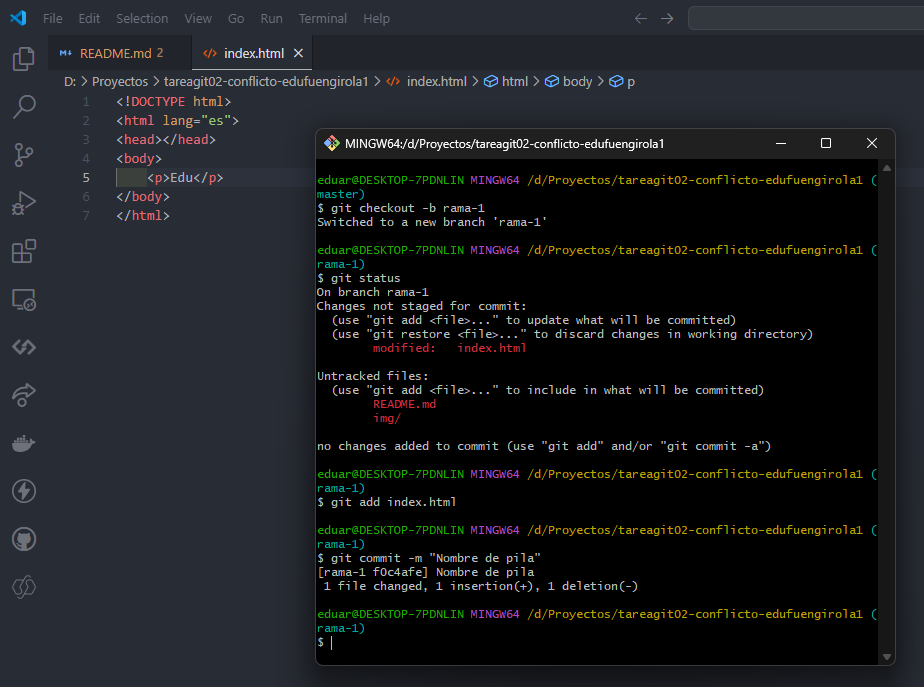 File Edit Selection View Go Run Terminal Help
README.md 2
index.html
D: > Proyectos > tareagit02-conflicto-edufuengirola1 > index.html > html > body > p
1 <!DOCTYPE html>
2 <html lang="es">
3 <head></head>
4 <body>
5 <p>Edu</p>
6 </body>
7 </html>
MINGW64:/d/Proyectos/tareagit02-conflicto-edufuengirola1
eduar@DESKTOP-7PDNLIN MINGW64 /d/Proyectos/tareagit02-conflicto-edufuengirola1 (
master)
$ git checkout -b rama-1
Switched to a new branch 'rama-1'
eduar@DESKTOP-7PDNLIN MINGW64 /d/Proyectos/tareagit02-conflicto-edufuengirola1 (
rama-1)
$ git status
On branch rama-1
Changes not staged for commit:
(use "git add <file>..." to update what will be committed)
(use "git restore <file>..." to discard changes in working directory)
modified: index.html
Untracked files:
(use "git add <file>..." to include in what will be committed)
README.md
img/
no changes added to commit (use "git add" and/or "git commit -a")
eduar@DESKTOP-7PDNLIN MINGW64 /d/Proyectos/tareagit02-conflicto-edufuengirola1 (
rama-1)
$ git add index.html
eduar@DESKTOP-7PDNLIN MINGW64 /d/Proyectos/tareagit02-conflicto-edufuengirola1 (
rama-1)
$ git commit -m "Nombre de pila"
[rama-1 f0c4afe] Nombre de pila
1 file changed, 1 insertion(+), 1 deletion(-)
eduar@DESKTOP-7PDNLIN MINGW64 /d/Proyectos/tareagit02-conflicto-edufuengirola1 (
rama-1)
$